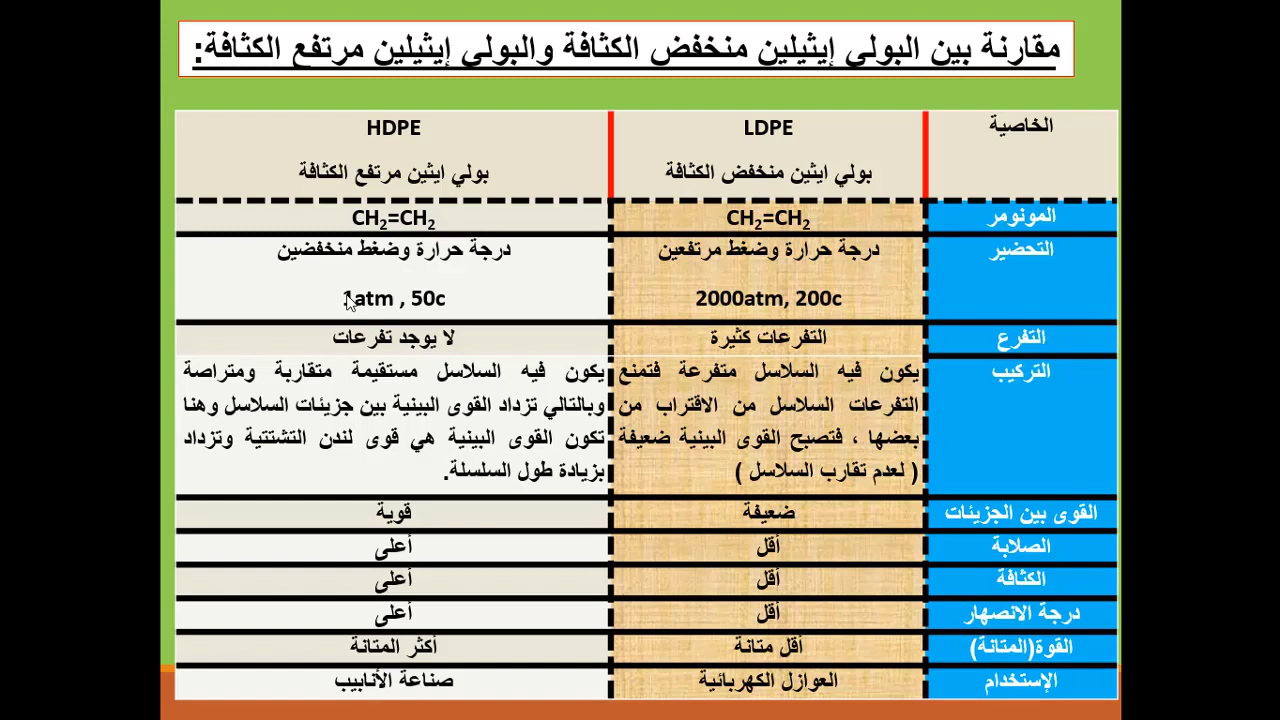 مقارنة بين البولي إيثيلين منخفض الكثافة والبولي إيثيلين مرتفع الكثافة:
الخاصية
LDPE
بولي ايثين منخفض الكثافة
HDPE
بولي ايثين مرتفع الكثافة
المونومر
CH₂=CH₂
CH₂=CH₂
التحضير
درجة حرارة وضغط مرتفعين
2000atm, 200c
درجة حرارة وضغط منخفضين
1atm , 50c
التفرع
التفرعات كثيرة
لا يوجد تفرعات
التركيب
يكون فيه السلاسل متفرعة فتمنع
التفرعات السلاسل من الاقتراب من
بعضها ، فتصبح القوى البينية ضعيفة
( لعدم تقارب السلاسل )
يكون فيه السلاسل مستقيمة متقاربة ومتراصة
وبالتالي تزداد القوى البينية بين جزيئات السلاسل وهنا
تكون القوى البينية هي قوى لندن التشتتية وتزداد
بزيادة طول السلسلة.
القوى بين الجزيئات
ضعيفة
قوية
الصلابة
أقل
أعلى
الكثافة
أقل
أعلى
درجة الانصهار
أقل
أعلى
القوة(المتانة)
أقل متانة
أكثر المتانة
الإستخدام
العوازل الكهربائية
صناعة الأنابيب